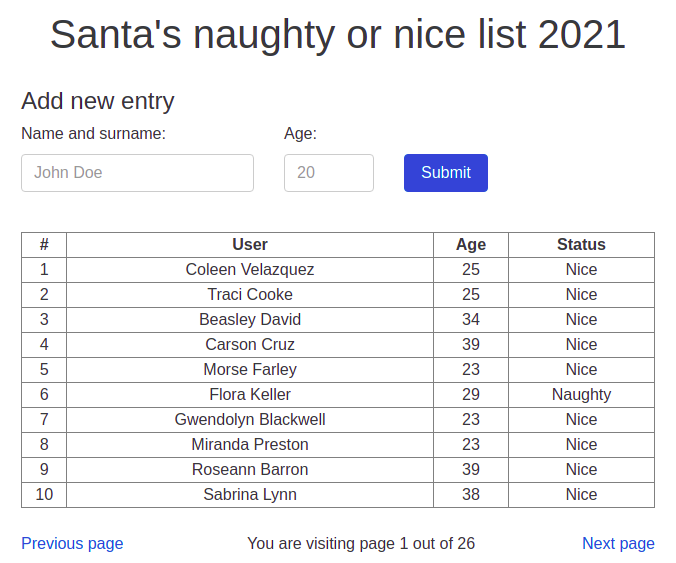 Santa's naughty or nice list 2021
Add new entry
Name and surname: Age:
John Doe 20 Submit
# User Age Status
1 Coleen Velazquez 25 Nice
2 Traci Cooke 25 Nice
3 Beasley David 34 Nice
4 Carson Cruz 39 Nice
5 Morse Farley 23 Nice
6 Flora Keller 29 Naughty
7 Gwendolyn Blackwell 23 Nice
8 Miranda Preston 23 Nice
9 Roseann Barron 39 Nice
10 Sabrina Lynn 38 Nice
Previous page You are visiting page 1 out of 26 Next page